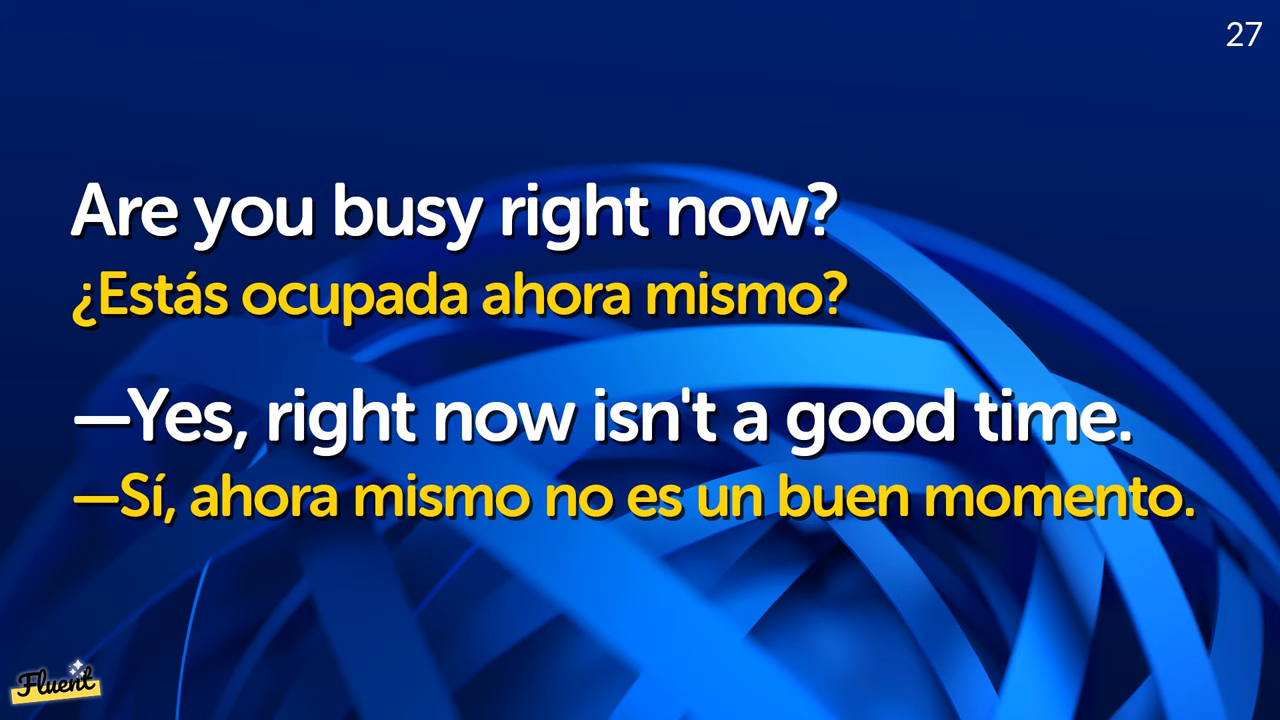 27
Are you busy right now?
¿Estás ocupada ahora mismo?
—Yes, right now isn't a good time.
—Sí, ahora mismo no es un buen momento.
Fluent